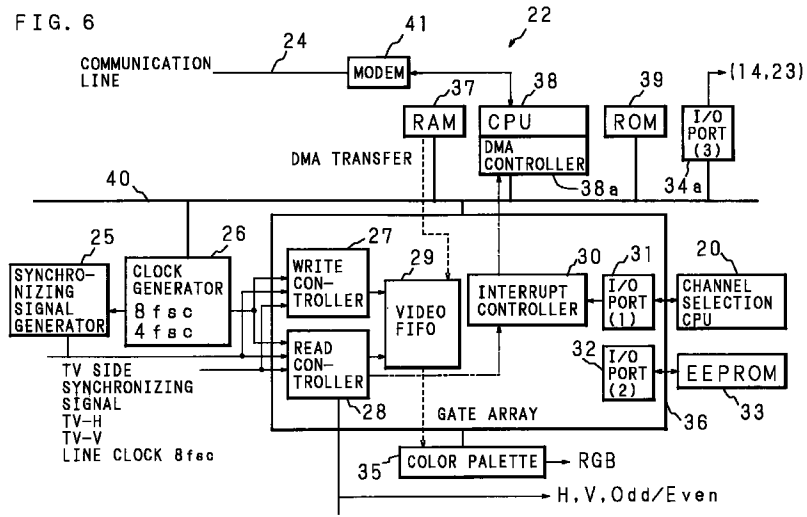 FIG. 6
22
COMMUNICATION
LINE
24
41
MODEM
37
RAM
38
CPU
DMA
CONTROLLER
38a
39
ROM
(14,23)
I/O
PORT
(3)
34a
DMA TRANSFER
40
25
SYNCHRO-
NIZING
SIGNAL
GENERATOR
26
CLOCK
GENERATOR
8fsc
4fsc
27
WRITE
CON-
TROLLER
READ
CON-
TROLLER
28
29
VIDEO
FIFO
30
INTERRUPT
CONTROLLER
31
I/O
PORT
(1)
20
CHANNEL
SELECTION
CPU
32
I/O
PORT
(2)
EEPROM
33
36
GATE ARRAY
TV SIDE
SYNCHRONIZING
SIGNAL
TV-H
TV-V
LINE CLOCK 8fsc
35
COLOR PALETTE
RGB
H,V,Odd/Even